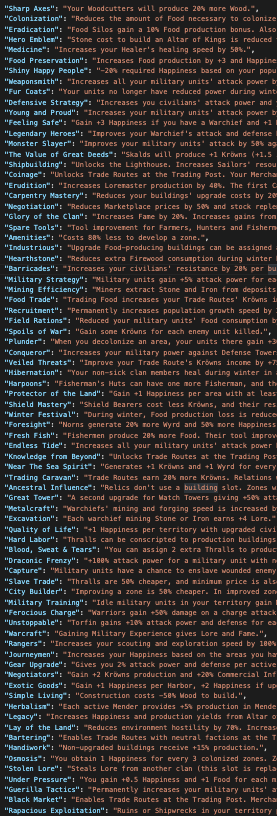 "Sharp Axes": "Your Woodcutters will produce 20% more Wood.",
"Colonization": "Reduces the amount of Food necessary to colonize
"Eradication": "Food Silos gain a 10% Food production bonus. Also
"Hero Emblem": "Stone cost to build an Altar of Kings is reduced
"Medicine": "Increases your Healer's healing speed by 50%.",
"Food Preservation": "Increases Food production by +3 and Happine
"Shiny Happy People": "-20% required Happiness based on your popu
"Weaponsmith": "Increases all your military units' attack power b
"Fur Coats": "Your units no longer have reduced power during winte
"Defensive Strategy": "Increases you civilians' attack power and
"Young and Proud": "Increases your military units' attack power b
"Feeling Safe": "Gain +3 Happiness if you have a Warchief and +1
"Legendary Heroes": "Improves your Warchief's attack and defense
"Monster Slayer": "Improves your military units' attack by 50% ag
"The Value of Great Deeds": "Skalds will produce +1 Kröwns (+1.5
"Shipbuilding": "Unlocks the Lighthouse. Increases Sailors' resou
"Coinage": "Unlocks Trade Routes at the Trading Post. Your Merchan
"Erudition": "Increases Loremaster production by 40%. The first C
"Carpentry Mastery": "Reduces your buildings' upgrade costs by 20
"Negotiation": "Reduces Marketplace prices by 50% and stock reple
"Glory of the Clan": "Increases Fame by 20%. Increases gains from
"Spare Tools": "Tool improvement for Farmers, Hunters and Fisherm
"Amenities": "Costs 80% less to develop a zone.",
"Industrious": "Upgrade Food-producing buildings can be assigned
"Hearthstone": "Reduces extra Firewood consumption during winter
"Barricades": "Increases your civilians' resistance by 20% per bu
"Military Strategy": "Military units gain +5% attack power for ea
"Mining Efficiency": "Miners extract Stone and Iron from deposits
"Food Trade": "Trading Food increases your Trade Routes' Kröwns i
"Recruitment": "Permanently increases population growth speed by
"Field Rations": "Reduced your military units' Food consumption b
"Spoils of War": "Gain some Kröwns for each enemy unit killed.",
"Plunder": "When you decolonize an area, your units there gain +3
"Conqueror": "Increases your military power against Defense Tower
"Veiled Threats": "Improve your Trade Route's Kröwns income by +7
"Hibernation": "Your non-sick clan members heal during winter in
"Harpoons": "Fisherman's Huts can have one more Fisherman, and th
"Protector of the Land": "Gain +1 Happiness per area with at leas
"Shield Mastery": "Shield Bearers cost less Kröwns, and their res
"Winter Festival": "During winter, Food production loss is reduce
"Foresight": "Norns generate 20% more Wyrd and 50% more Happiness
"Fresh Fish": "Fishermen produce 20% more Food. Their tool improv
"Endless Tide": "Increases all your military units' attack power
"Knowledge from Beyond": "Unlocks Trade Routes at the Trading Pos
"Near The Sea Spirit": "Generates +1 Kröwns and +1 Wyrd for every
"Trading Caravan": "Trade Routes earn 20% more Kröwns. Relations
"Ancestral Influence": "Relics don't use a building slot. Zones w
"Great Tower": "A second upgrade for Watch Towers giving +50% att
"Metalcraft": "Warchiefs' mining and forging speed is increased b
"Excavation": "Each warchief mining Stone or Iron earns +4 Lore."
"Quality of Life": "+1 Happiness per territory with upgraded civi
"Hard Labor": "Thralls can be conscripted to production buildings
"Blood, Sweat & Tears": "You can assign 2 extra Thralls to produc
"Draconic Frenzy": "+100% attack power for a military unit with n
"Capture": "Military units have a chance to enslave wounded enemy
"Slave Trade": "Thralls are 50% cheaper, and minimum price is als
"City Builder": "Improving a zone is 50% cheaper. In improved zon
"Military Training": "Idle military units in your territory gain
"Ferocious Charge": "Warriors gain +50% damage on a charge attack
"Unstoppable": "Torfin gains +10% attack power and defense for ea
"Warcraft": "Gaining Military Experience gives Lore and Fame.",
"Rangers": "Increases your scouting and exploration speed by 100%
"Journeymen": "Increases your Happiness based on the areas you ha
"Gear Upgrade": "Gives you 2% attack power and defense per active
"Negotiators": "Gain +2 Kröwns production and +20% Commercial Inf
"Exotic Goods": "Gain +1 Happiness per Harbor, +2 Happiness if up
"Simple Living": "Construction costs -50% Wood to build.",
"Herbalism": "Each active Mender provides +5% production in Mende
"Legacy": "Increases Happiness and production yields from Altar o
"Lay of the Land": "Reduces environment hostility by 70%. Increas
"Bartering": "Enables Trade Routes with neutral factions at the T
"Handiwork": "Non-upgraded buildings receive +15% production.",
"Osmosis": "You obtain 1 Happiness for every 3 colonized zones. Z
"Stolen Lore": "Steals Lore from another clan (this slot is repla
"Under Pressure": "You gain +0.5 Happiness and +1 Food for each m
"Guerilla Tactics": "Permanently increases your military units' a
"Black Market": "Enables Trade Routes at the Trading Post. Mercha
"Rapacious Exploitation": "Ruins or Shipwrecks in your territory